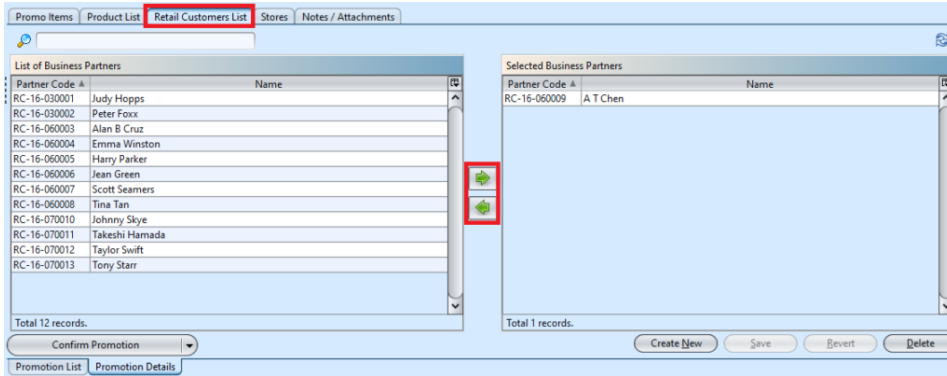 Promo Items Product List Retail Customers List Stores Notes / Attachments
List of Business Partners
Partner Code Name
RC-16-030001 Judy Hopps
RC-16-030002 Peter Foxx
RC-16-060003 Alan B Cruz
RC-16-060004 Emma Winston
RC-16-060005 Harry Parker
RC-16-060006 Jean Green
RC-16-060007 Scott Seamers
RC-16-060008 Tina Tan
RC-16-070010 Johnny Skye
RC-16-070011 Takeshi Hamada
RC-16-070012 Taylor Swift
RC-16-070013 Tony Starr
Total 12 records.
Selected Business Partners
Partner Code Name
RC-16-060009 A T Chen
Total 1 records.
Confirm Promotion
Create New Save Revert Delete
Promotion List Promotion Details